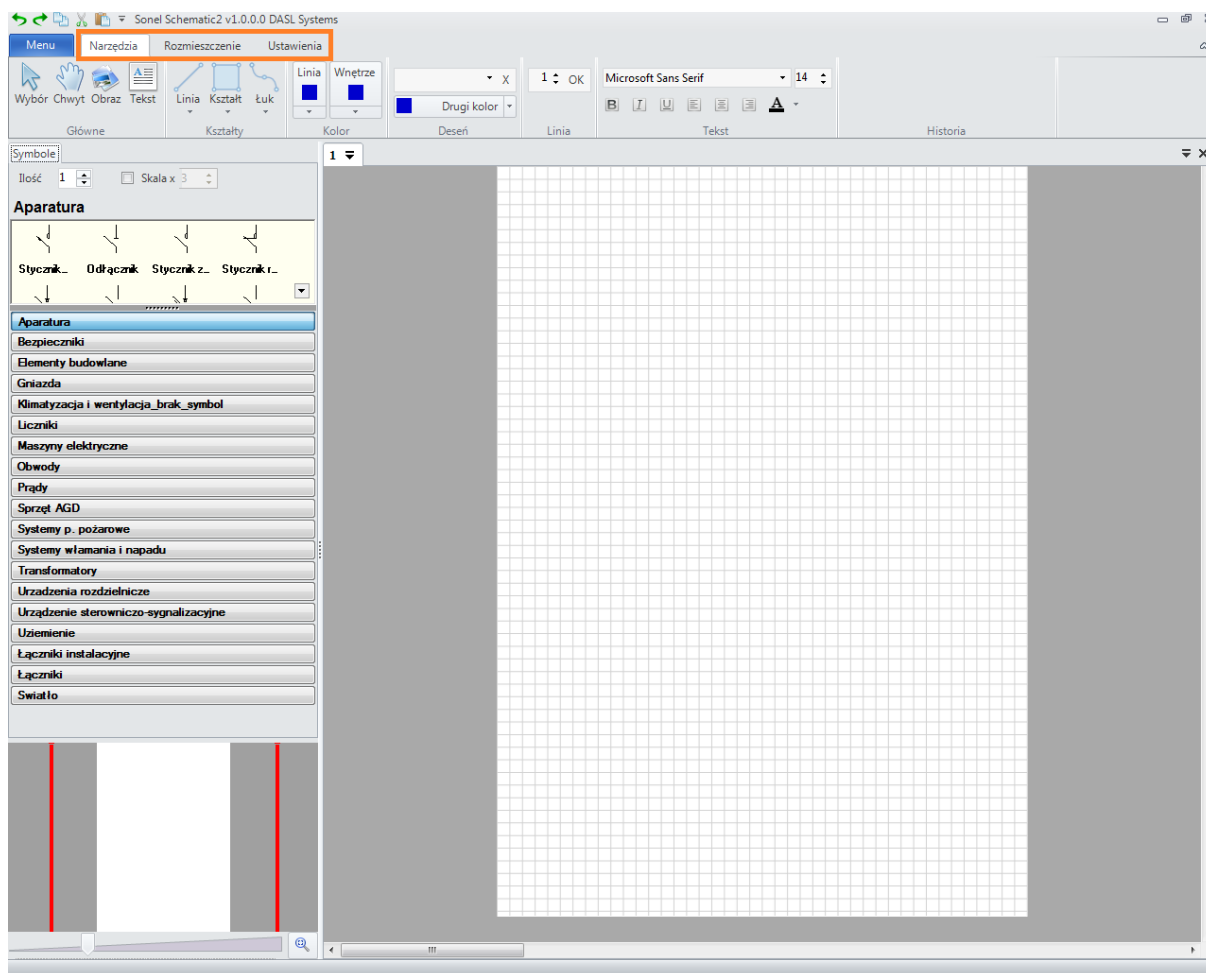 Sonel Schematic2 v1.0.0.0 DASL Systems
Menu Narzędzia Rozmieszczenie Ustawienia
Linia Wnętrze
X 1 OK Microsoft Sans Serif 14
Wybór Chwyt Obraz Tekst Linia Kształt Łuk
Drugi kolor B I U A
Główne Kształty Kolor Deseń Linia Tekst Historia
Symbole
1
Ilość 1 Skala x 3
Aparatura
Stycznik_ Odłącznik Stycznik z_ Stycznik r_
Aparatura
Bezpieczniki
Elementy budowlane
Gniazda
Klimatyzacja i wentylacja_brak_symbol
Liczniki
Maszyny elektryczne
Obwody
Prądy
Sprzęt AGD
Systemy p. pożarowe
Systemy włamania i napadu
Transformatory
Urzadzenia rozdzielnicze
Urządzenie sterowniczo-sygnalizacyjne
Uziemienie
Łączniki instalacyjne
Łączniki
Swiatło